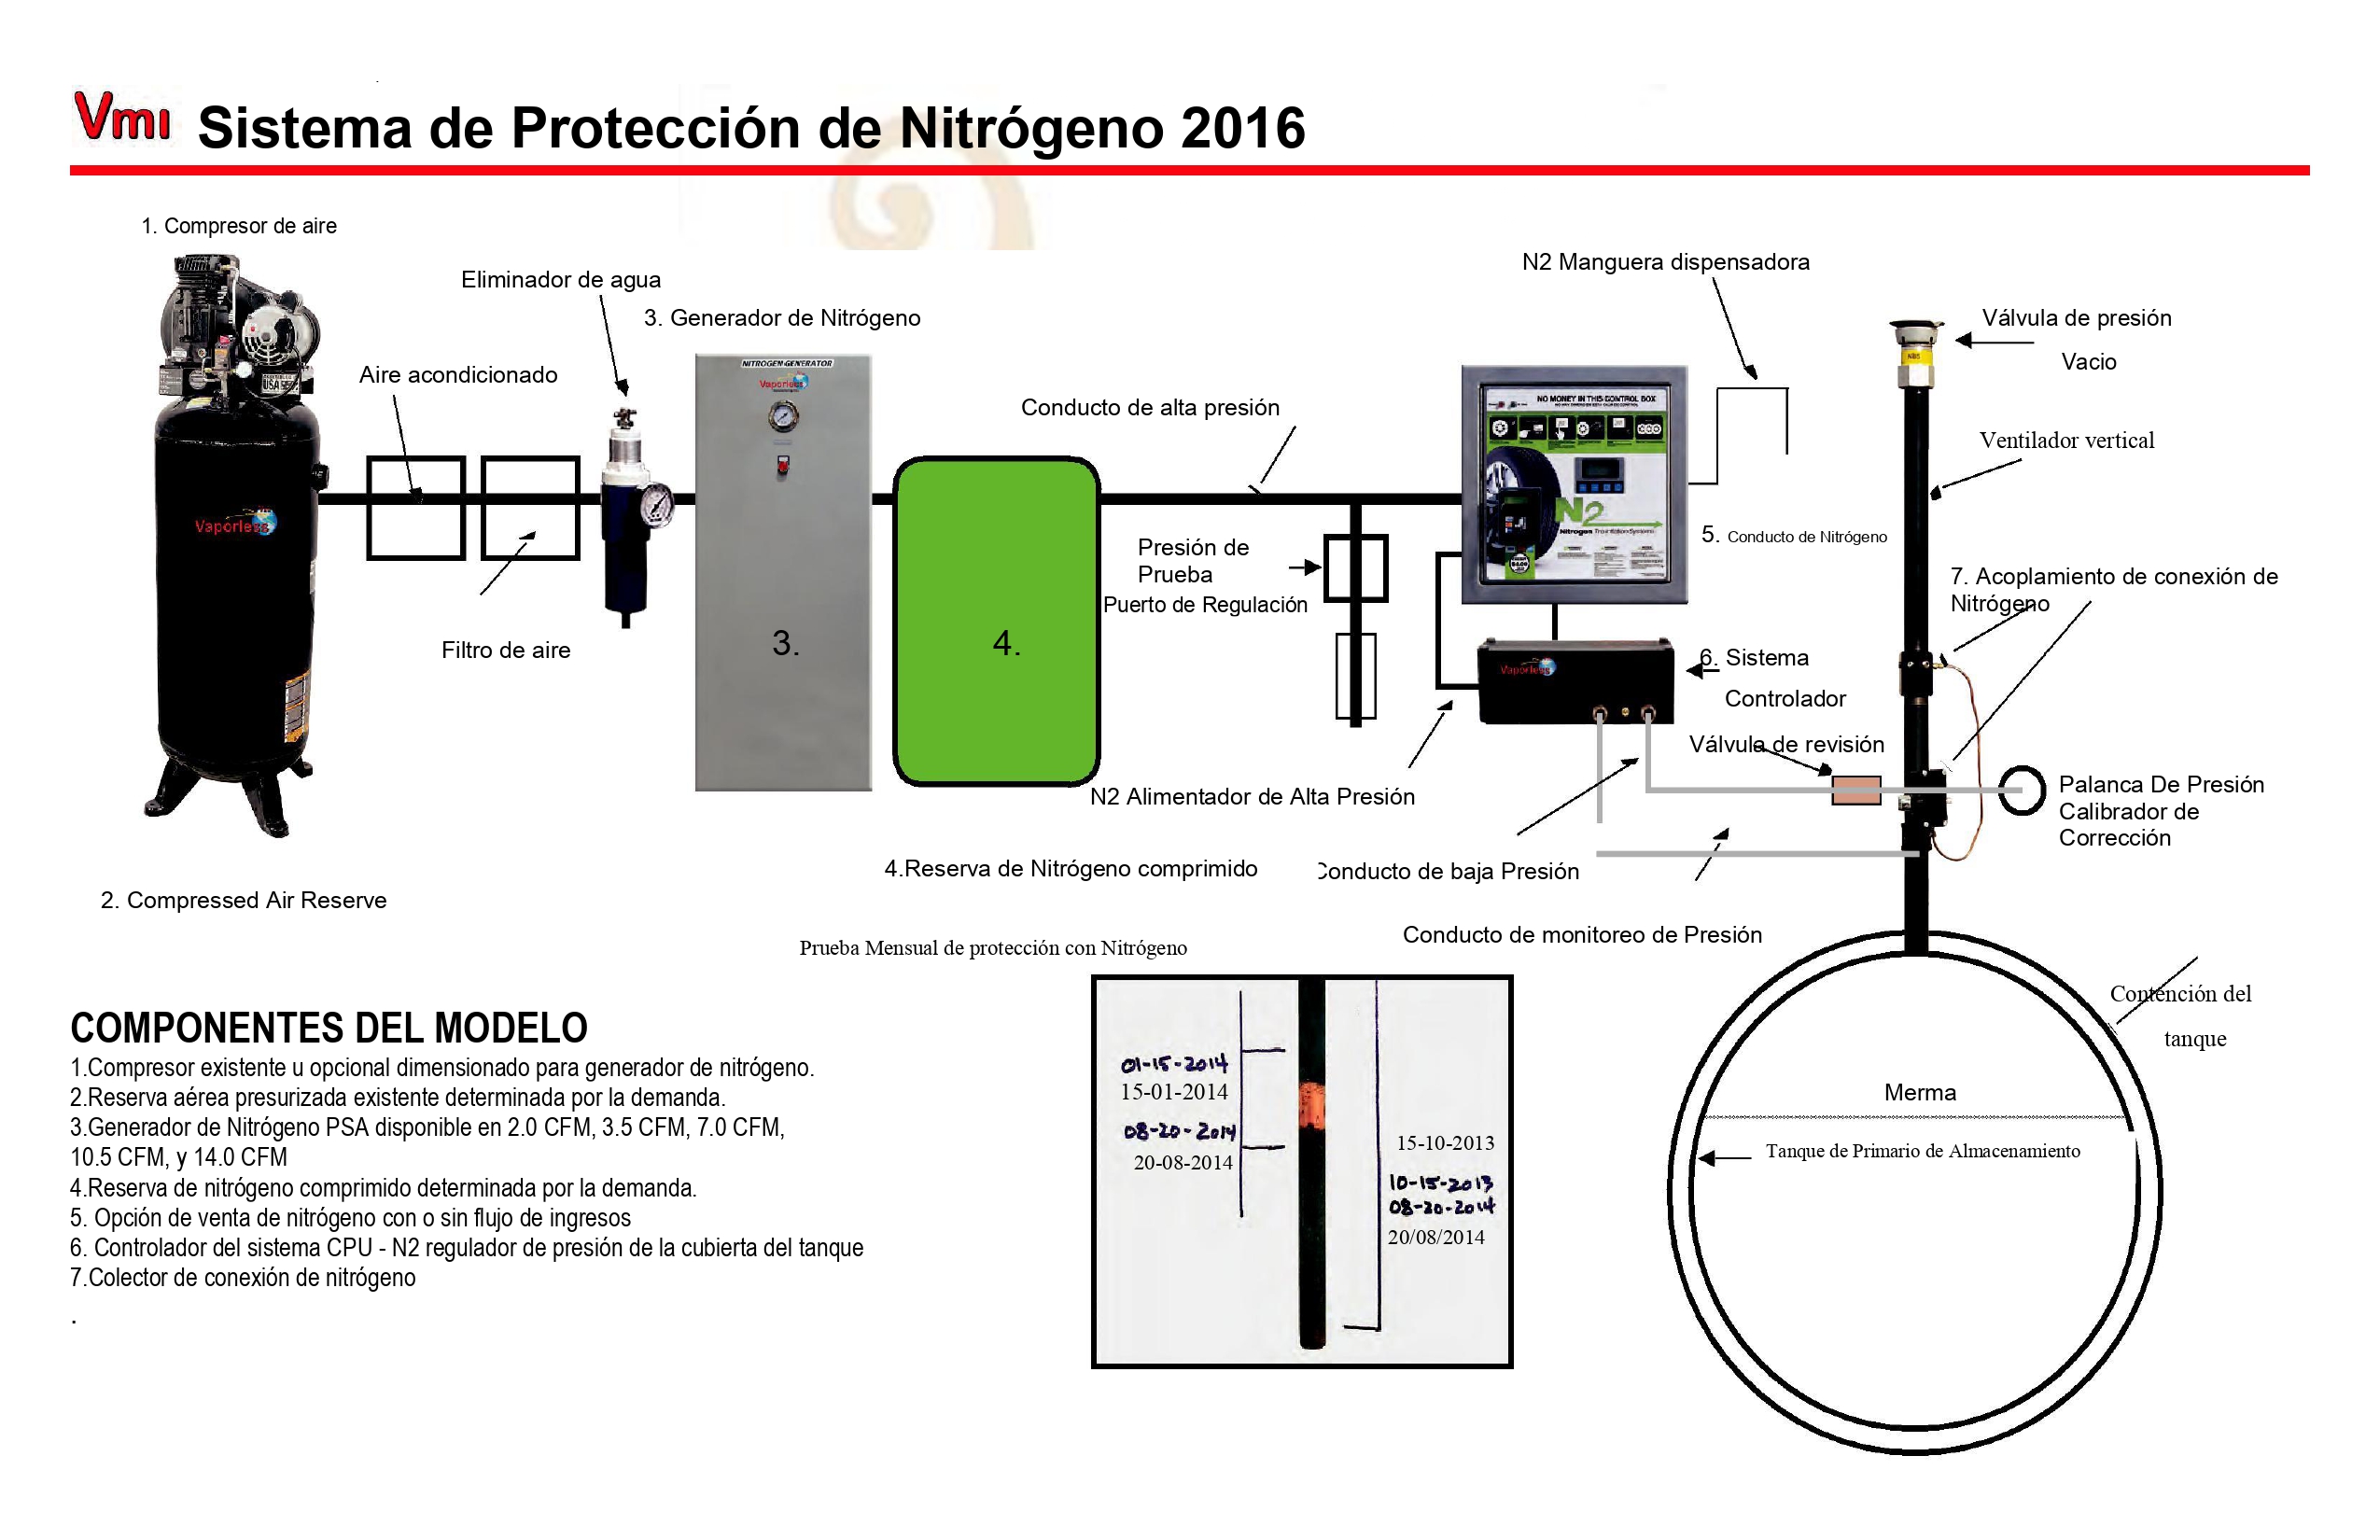 Vmı Sistema de Protección de Nitrógeno 2016
1. Compresor de aire
Eliminador de agua
3. Generador de Nitrógeno
N2 Manguera dispensadora
Válvula de presión
Vacio
Aire acondicionado
NITROGEN GENERATOR
Vaporless
Conducto de alta presión
NO MONEY IN THIS CONTROL BOX
Ventilador vertical
Vaporless
N2
Nitrogen Tire Inflation Systems
5. Conducto de Nitrógeno
Presión de
Prueba
Puerto de Regulación
7. Acoplamiento de conexión de
Nitrógeno
Filtro de aire
3.
4.
Vaporless
6. Sistema
Controlador
Válvula de revisión
N2 Alimentador de Alta Presión
Palanca De Presión
Calibrador de
Corrección
4.Reserva de Nitrógeno comprimido
Conducto de baja Presión
2. Compressed Air Reserve
Conducto de monitoreo de Presión
Prueba Mensual de protección con Nitrógeno
Contención del
tanque
COMPONENTES DEL MODELO
1.Compresor existente u opcional dimensionado para generador de nitrógeno.
2.Reserva aérea presurizada existente determinada por la demanda.
3.Generador de Nitrógeno PSA disponible en 2.0 CFM, 3.5 CFM, 7.0 CFM,
10.5 CFM, y 14.0 CFM
4.Reserva de nitrógeno comprimido determinada por la demanda.
5. Opción de venta de nitrógeno con o sin flujo de ingresos
6. Controlador del sistema CPU - N2 regulador de presión de la cubierta del tanque
7.Colector de conexión de nitrógeno
.
01-15-2014
15-01-2014
08-20-2014
20-08-2014
15-10-2013
10-15-2013
08-20-2014
20/08/2014
Merma
Tanque de Primario de Almacenamiento